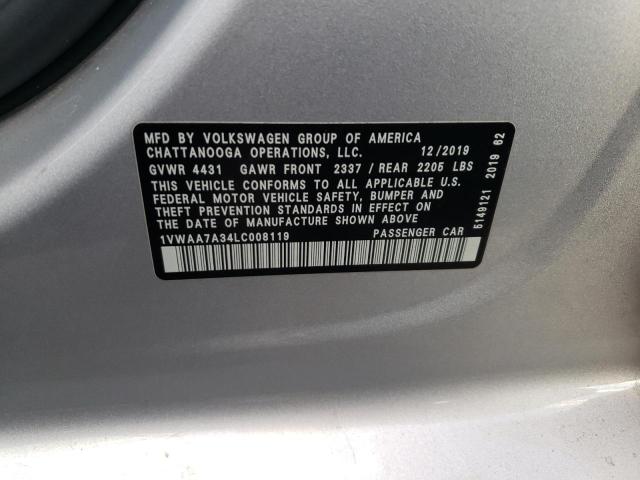 MFD BY VOLKSWAGEN GROUP OF AMERICA
CHATTANOOGA OPERATIONS, LLC. 12/2019
GVWR 4431 GAWR FRONT 2337 / REAR 2205 LBS
THIS VEHICLE CONFORMS TO ALL APPLICABLE U.S.
FEDERAL MOTOR VEHICLE SAFETY, BUMPER AND
THEFT PREVENTION STANDARDS IN EFFECT ON
THE DATE OF MANUFACTURE SHOWN ABOVE
1VWAA7A34LC008119 PASSENGER CAR
5149121 2019 62